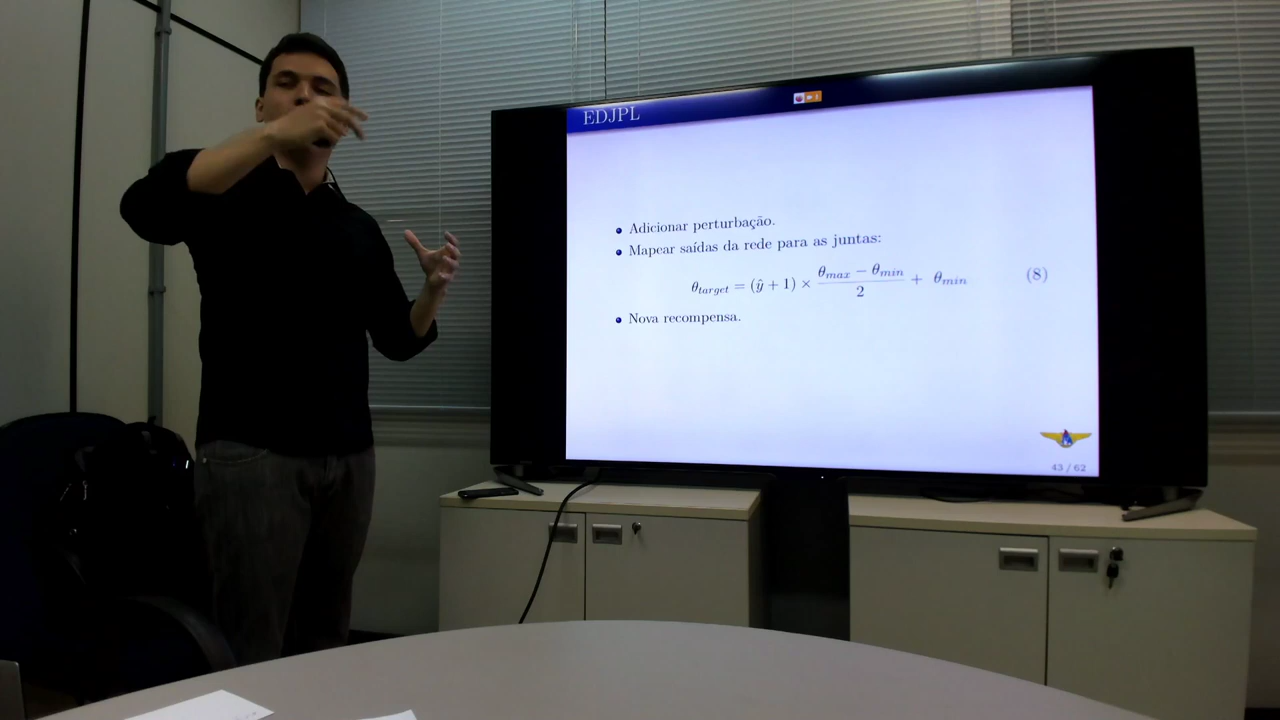 EDJPL
Adicionar perturbação.
Mapear saídas da rede para as juntas:
θ_target = (ŷ + 1) × (θ_max − θ_min) / 2 + θ_min (8)
Nova recompensa.
43 / 62